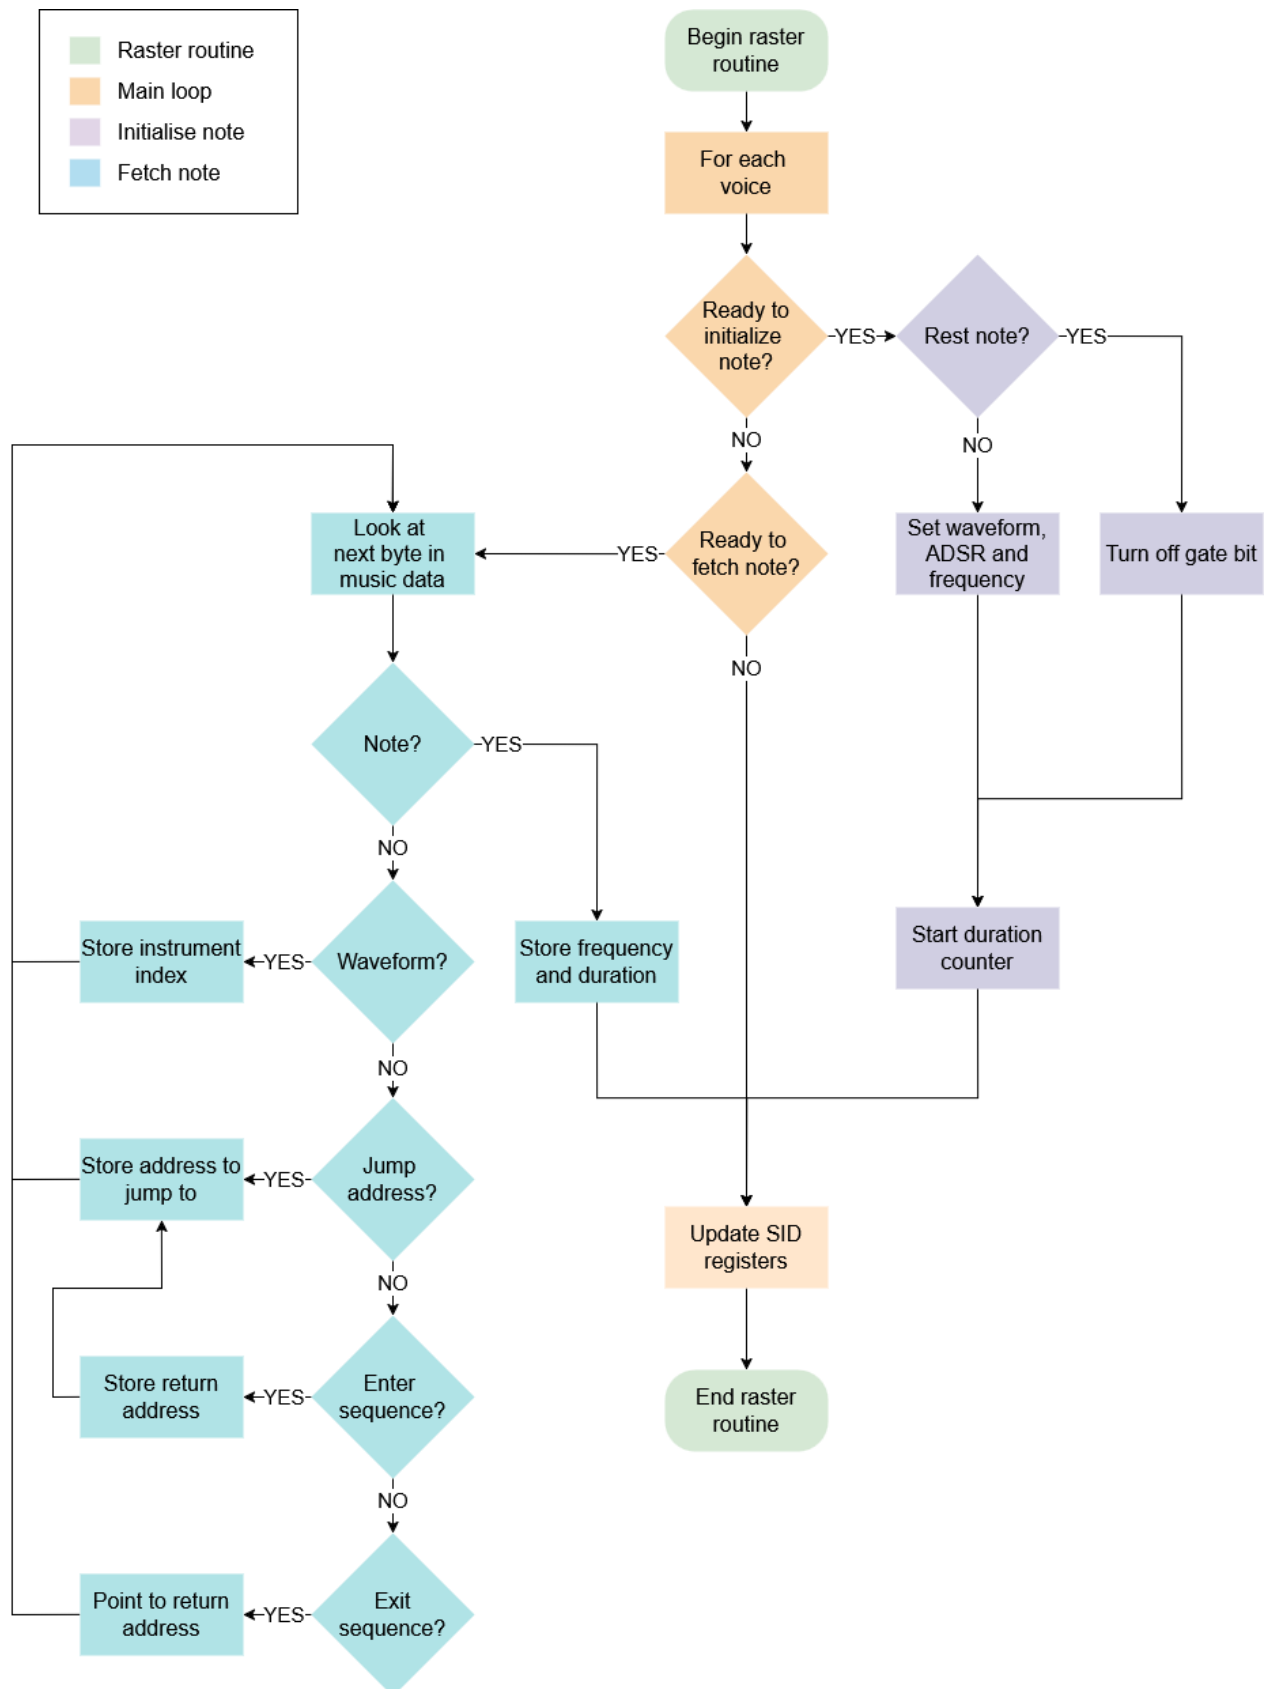 Raster routine
Main loop
Initialise note
Fetch note
Begin raster
routine
For each
voice
Ready to
initialize
note?
YES
Rest note?
YES
NO
NO
Look at
next byte in
music data
YES
Ready to
fetch note?
Set waveform,
ADSR and
frequency
Turn off gate bit
NO
Note?
YES
NO
Store instrument
index
YES
Waveform?
Store frequency
and duration
Start duration
counter
NO
Store address to
jump to
YES
Jump
address?
Update SID
registers
NO
Store return
address
YES
Enter
sequence?
End raster
routine
NO
Point to return
address
YES
Exit
sequence?